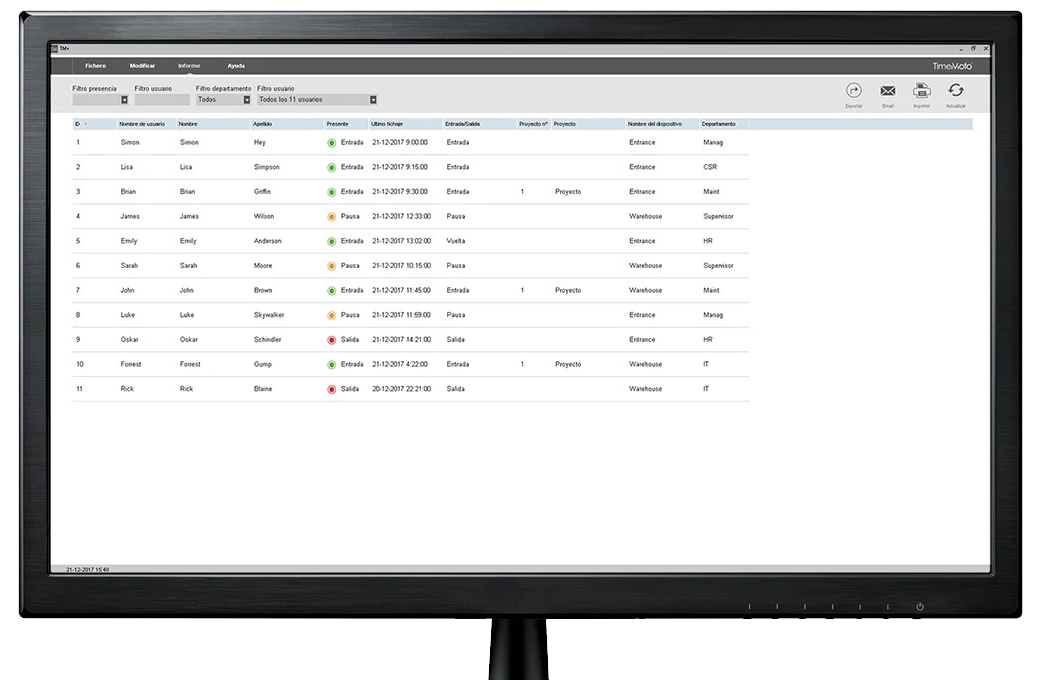 TM+
Fichero Modificar Informe Ayuda TimeMoto
Filtro presencia Filtro usuario Filtro departamento Filtro usuario
Todos Todos los 11 usuarios
Exportar Email Imprimir Actualizar
ID Nombre de usuario Nombre Apellido Presente Ultimo fichaje Entrada/Salida Proyecto nº Proyecto Nombre del dispositivo Departamento
1 Simon Simon Hey Entrada 21-12-2017 9:00:00 Entrada Entrance Manag
2 Lisa Lisa Simpson Entrada 21-12-2017 9:15:00 Entrada Entrance CSR
3 Brian Brian Griffin Entrada 21-12-2017 9:30:00 Entrada 1 Proyecto Entrance Maint
4 James James Wilson Pausa 21-12-2017 12:33:00 Pausa Warehouse Supervisor
5 Emily Emily Anderson Entrada 21-12-2017 13:02:00 Vuelta Entrance HR
6 Sarah Sarah Moore Pausa 21-12-2017 10:15:00 Pausa Warehouse Supervisor
7 John John Brown Entrada 21-12-2017 11:45:00 Entrada 1 Proyecto Warehouse Maint
8 Luke Luke Skywalker Pausa 21-12-2017 11:59:00 Pausa Entrance Manag
9 Oskar Oskar Schindler Salida 21-12-2017 14:21:00 Salida Entrance HR
10 Forrest Forrest Gump Entrada 21-12-2017 4:22:00 Entrada 1 Proyecto Warehouse IT
11 Rick Rick Blaine Salida 20-12-2017 22:21:00 Salida Warehouse IT
21-12-2017 15:48